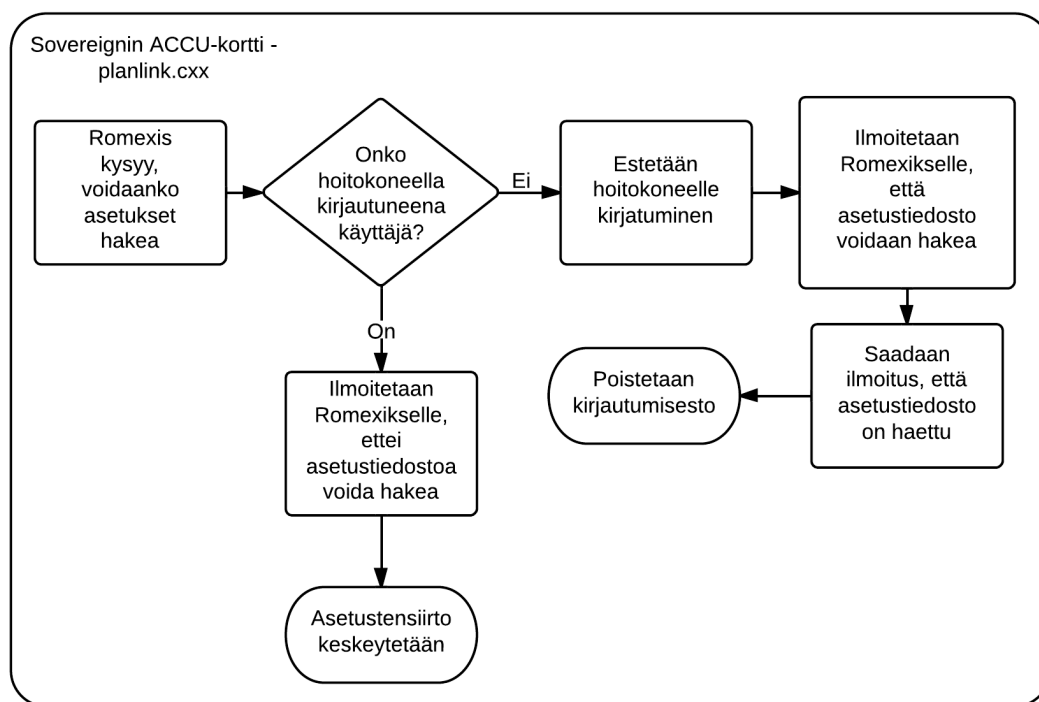 Sovereignin ACCU-kortti -
planlink.cxx
Romexis
kysyy,
voidaanko
asetukset
hakea
Onko
hoitokoneella
kirjautuneena
käyttäjä?
Ei
Estetään
hoitokoneelle
kirjatuminen
Ilmoitetaan
Romexikselle,
että
asetustiedosto
voidaan hakea
On
Ilmoitetaan
Romexikselle,
ettei
asetustiedostoa
voida hakea
Poistetaan
kirjautumisesto
Saadaan
ilmoitus, että
asetustiedosto
on haettu
Asetustensiirto
keskeytetään